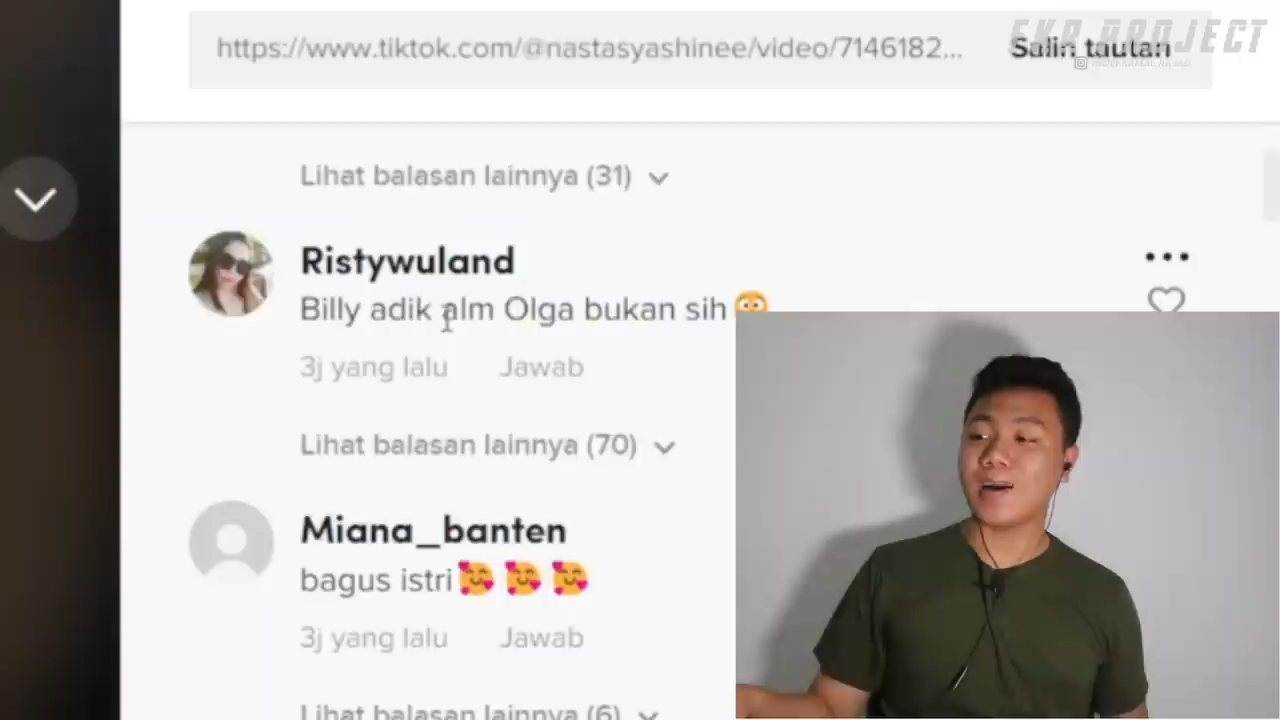 EKR PROJECT
https://www.tiktok.com/@nastasyashinee/video/7146182...
Salin tautan
Lihat balasan lainnya (31)
Ristywuland
Billy adik alm Olga bukan sih
3j yang lalu
Jawab
Lihat balasan lainnya (70)
Miana_banten
bagus istri🥰🥰🥰
3j yang lalu
Jawab
Lihat balasan lainnya (6)